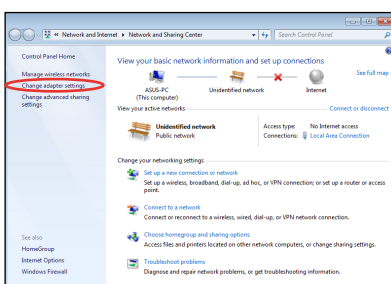 « Network and Internet ▸ Network and Sharing Center
Search Control Panel
Control Panel Home
Manage wireless networks
Change adapter settings
Change advanced sharing
settings
See also
HomeGroup
Internet Options
Windows Firewall
View your basic network information and set up connections
See full map
ASUS-PC
(This computer)
Unidentified network
Internet
View your active networks
Connect or disconnect
Unidentified network
Public network
Access type: No Internet access
Connections: Local Area Connection
Change your networking settings
Set up a new connection or network
Set up a wireless, broadband, dial-up, ad hoc, or VPN connection; or set up a router or access
point.
Connect to a network
Connect or reconnect to a wireless, wired, dial-up, or VPN network connection.
Choose homegroup and sharing options
Access files and printers located on other network computers, or change sharing settings.
Troubleshoot problems
Diagnose and repair network problems, or get troubleshooting information.